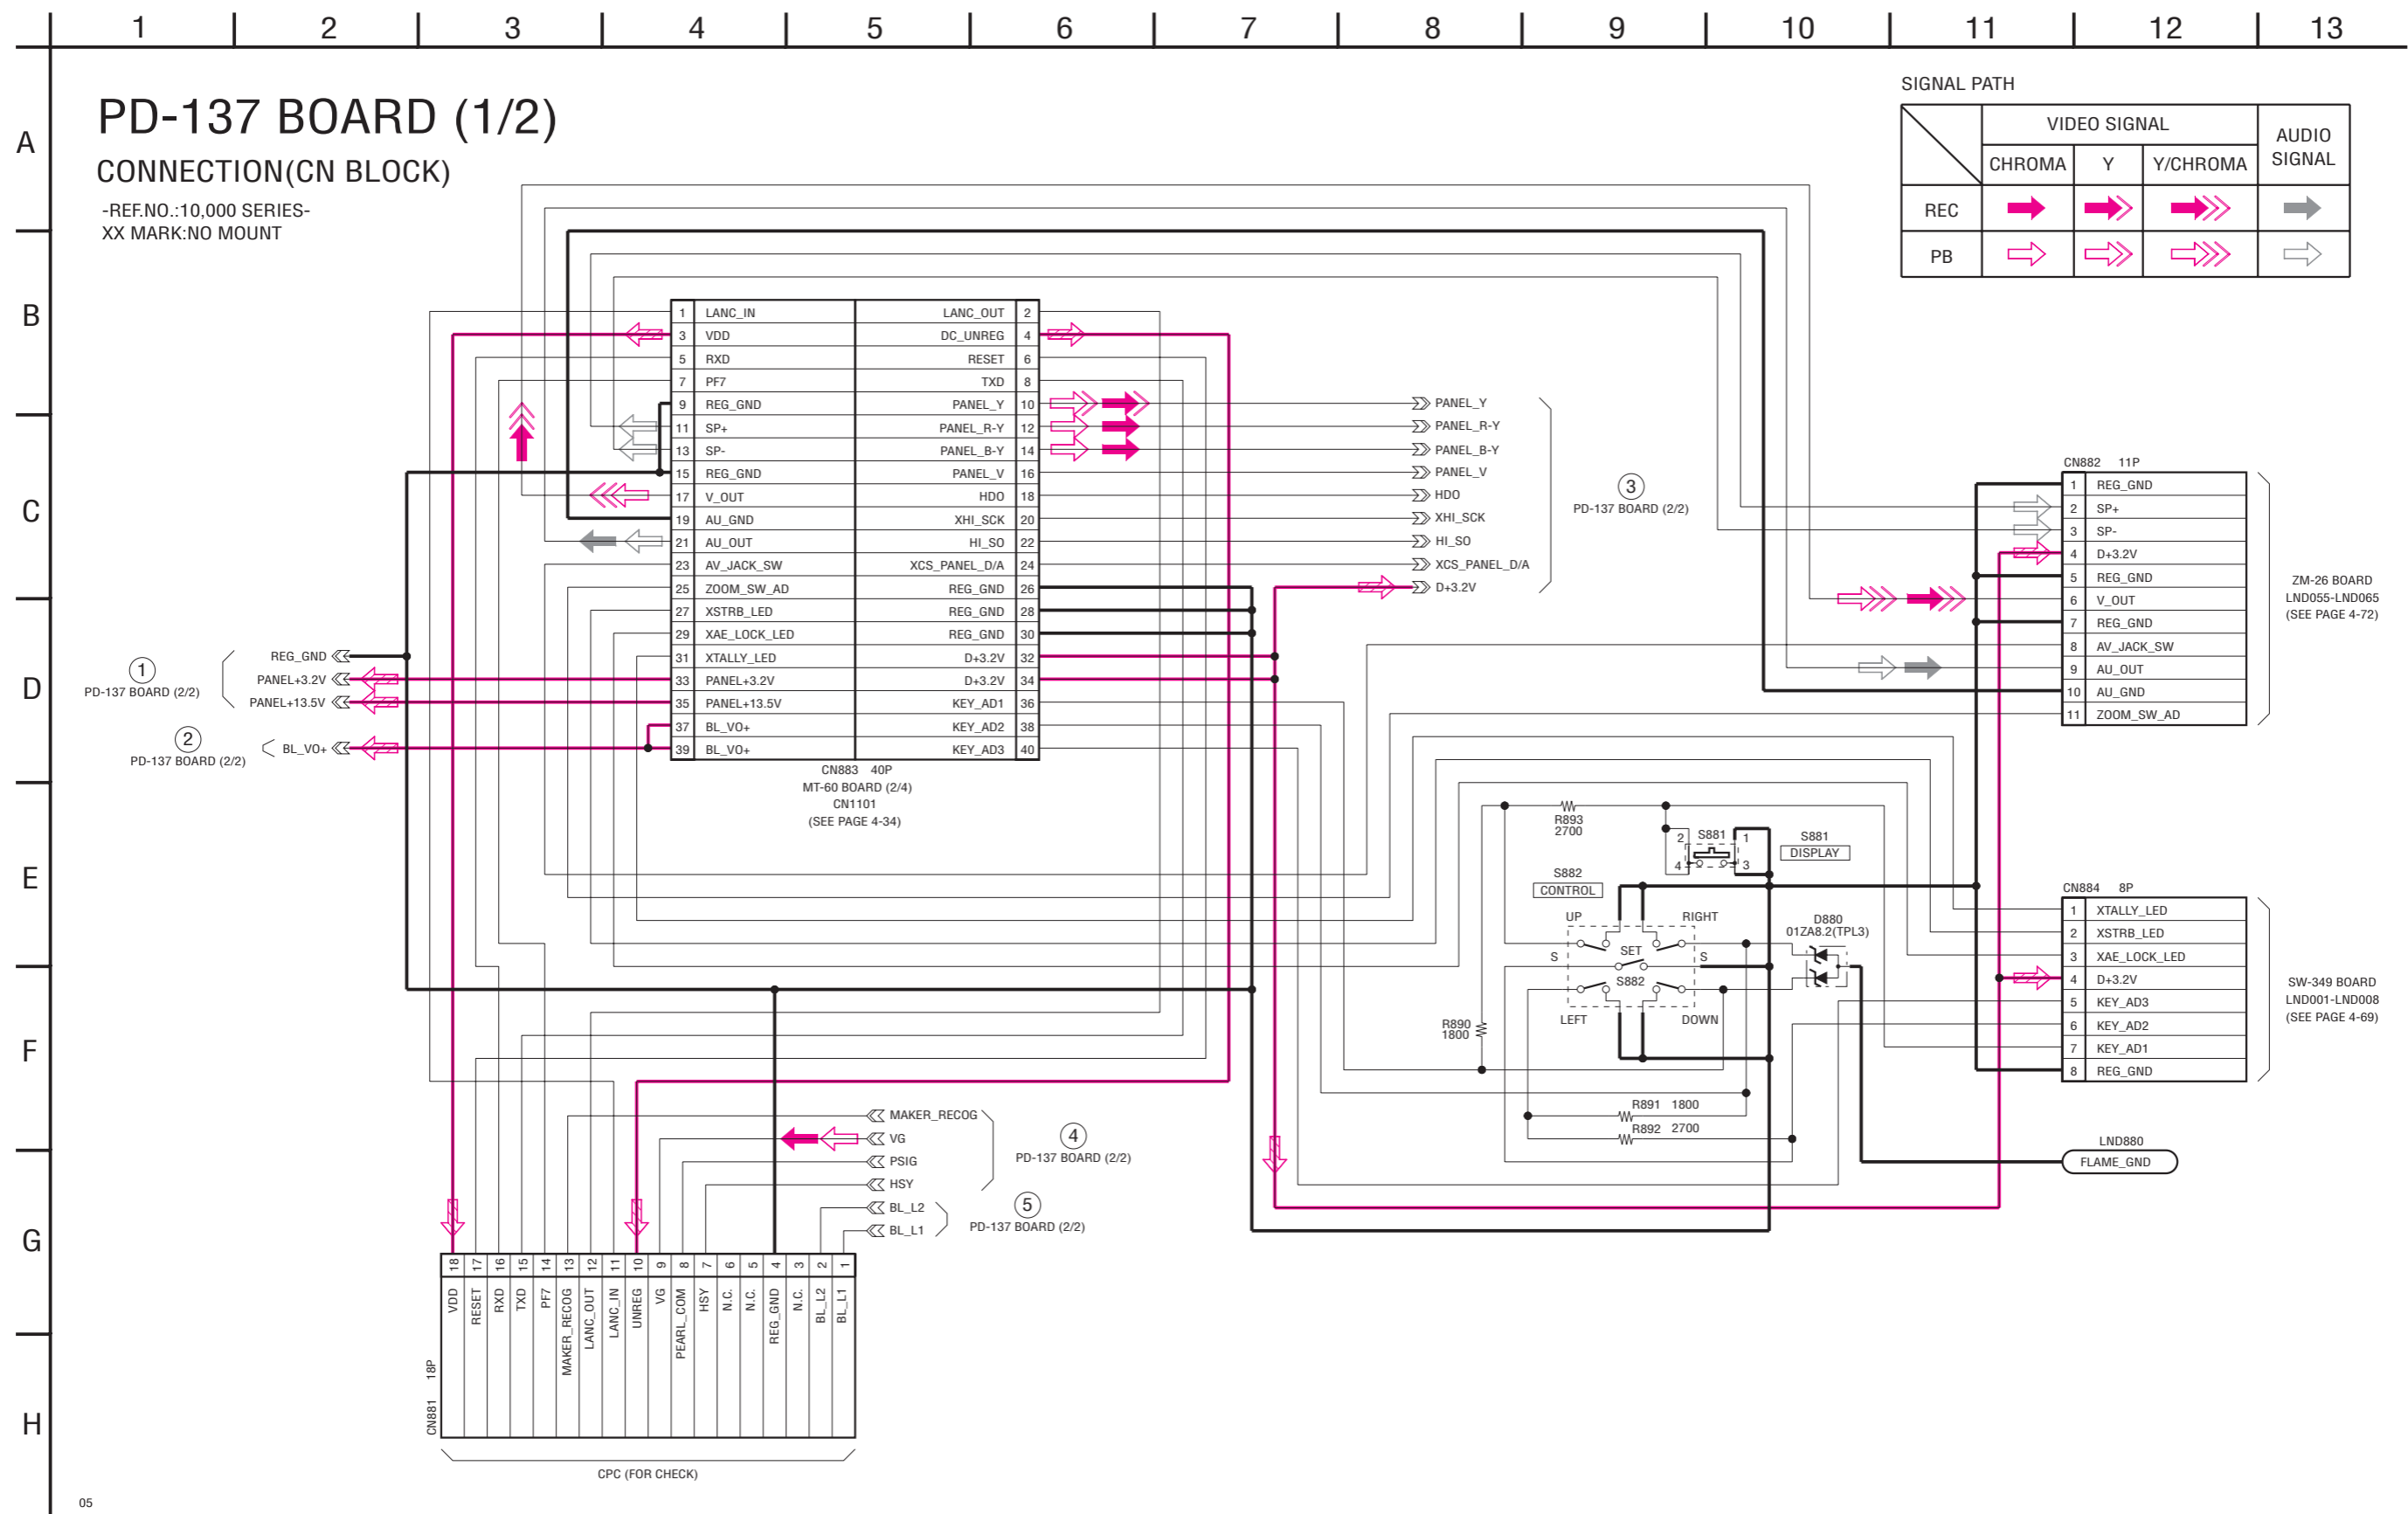 1 2 3 4 5 6 7 8 9 10 11 12 13
A
B
C
D
E
F
G
H
PD-137 BOARD (1/2)
CONNECTION(CN BLOCK)
-REF.NO.:10,000 SERIES-
XX MARK:NO MOUNT
SIGNAL PATH
VIDEO SIGNAL
AUDIO SIGNAL
CHROMA Y Y/CHROMA
REC
PB
1 LANC_IN LANC_OUT 2
3 VDD DC_UNREG 4
5 RXD RESET 6
7 PF7 TXD 8
9 REG_GND PANEL_Y 10
11 SP+ PANEL_R-Y 12
13 SP- PANEL_B-Y 14
15 REG_GND PANEL_V 16
17 V_OUT HDO 18
19 AU_GND XHI_SCK 20
21 AU_OUT HI_SO 22
23 AV_JACK_SW XCS_PANEL_D/A 24
25 ZOOM_SW_AD REG_GND 26
27 XSTRB_LED REG_GND 28
29 XAE_LOCK_LED REG_GND 30
31 XTALLY_LED D+3.2V 32
33 PANEL+3.2V D+3.2V 34
35 PANEL+13.5V KEY_AD1 36
37 BL_VO+ KEY_AD2 38
39 BL_VO+ KEY_AD3 40
CN883 40P
MT-60 BOARD (2/4)
CN1101
(SEE PAGE 4-34)
1
PD-137 BOARD (2/2)
REG_GND
PANEL+3.2V
PANEL+13.5V
2
PD-137 BOARD (2/2)
BL_VO+
PANEL_Y
PANEL_R-Y
PANEL_B-Y
PANEL_V
HDO
XHI_SCK
HI_SO
XCS_PANEL_D/A
D+3.2V
3
PD-137 BOARD (2/2)
CN882 11P
1 REG_GND
2 SP+
3 SP-
4 D+3.2V
5 REG_GND
6 V_OUT
7 REG_GND
8 AV_JACK_SW
9 AU_OUT
10 AU_GND
11 ZOOM_SW_AD
ZM-26 BOARD
LND055-LND065
(SEE PAGE 4-72)
R893
2700
2 S881 1
4 3
S881
DISPLAY
S882
CONTROL
UP RIGHT
S SET S
S882
LEFT DOWN
D880
01ZA8.2(TPL3)
R890
1800
R891 1800
R892 2700
CN884 8P
1 XTALLY_LED
2 XSTRB_LED
3 XAE_LOCK_LED
4 D+3.2V
5 KEY_AD3
6 KEY_AD2
7 KEY_AD1
8 REG_GND
SW-349 BOARD
LND001-LND008
(SEE PAGE 4-69)
LND880
FLAME_GND
MAKER_RECOG
VG
PSIG
HSY
4
PD-137 BOARD (2/2)
BL_L2
BL_L1
5
PD-137 BOARD (2/2)
18 VDD
17 RESET
16 RXD
15 TXD
14 PF7
13 MAKER_RECOG
12 LANC_OUT
11 LANC_IN
10 UNREG
9 VG
8 PEARL_COM
7 HSY
6 N.C.
5 N.C.
4 REG_GND
3 N.C.
2 BL_L2
1 BL_L1
CN881 18P
CPC (FOR CHECK)
05